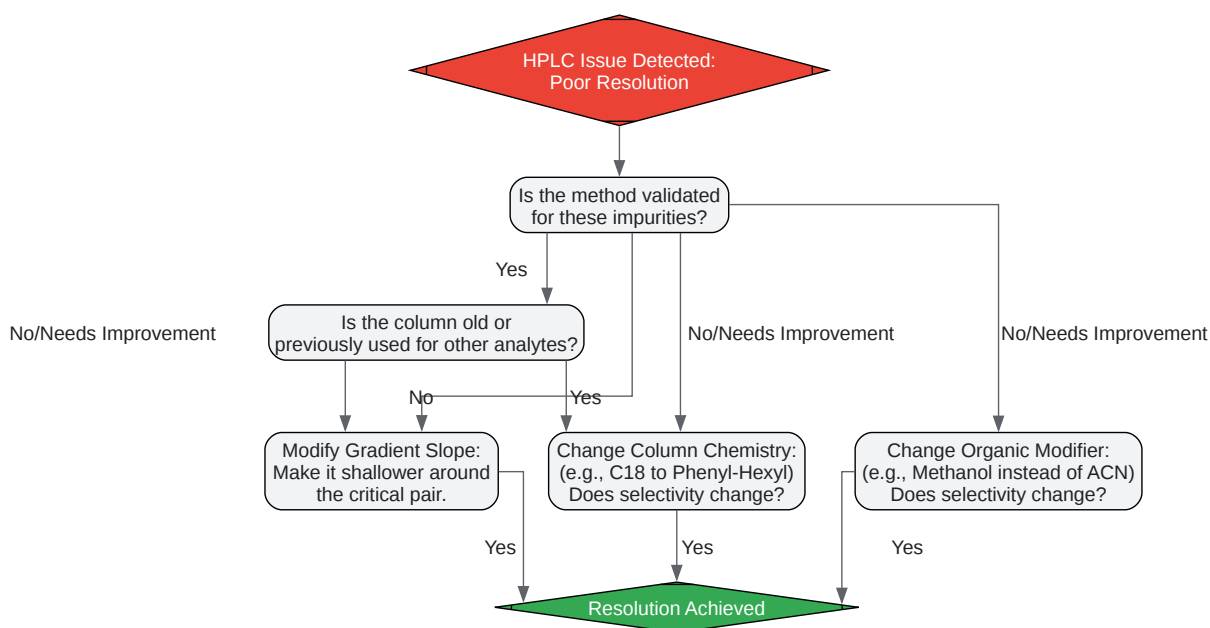 HPLC Issue Detected:
Poor Resolution
Is the method validated
for these impurities?
Yes
No/Needs Improvement
Is the column old or
previously used for other analytes?
No/Needs Improvement
No/Needs Improvement
No
Yes
Modify Gradient Slope:
Make it shallower around
the critical pair.
Change Column Chemistry:
(e.g., C18 to Phenyl-Hexyl)
Does selectivity change?
Change Organic Modifier:
(e.g., Methanol instead of ACN)
Does selectivity change?
Yes
Yes
Yes
Resolution Achieved